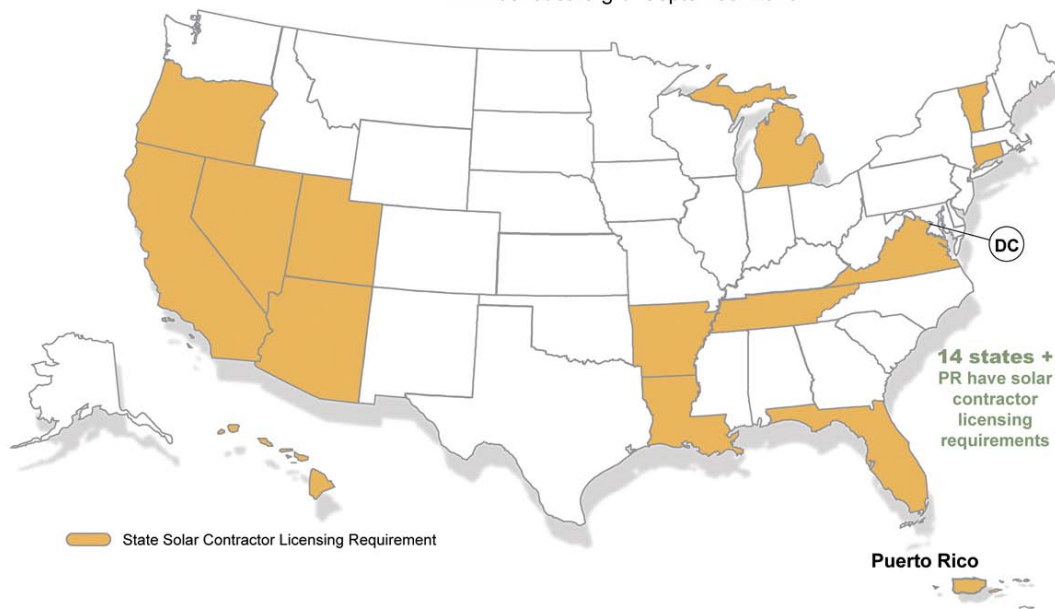 DC
14 states +
PR have solar
contractor
licensing
requirements
State Solar Contractor Licensing Requirement
Puerto Rico